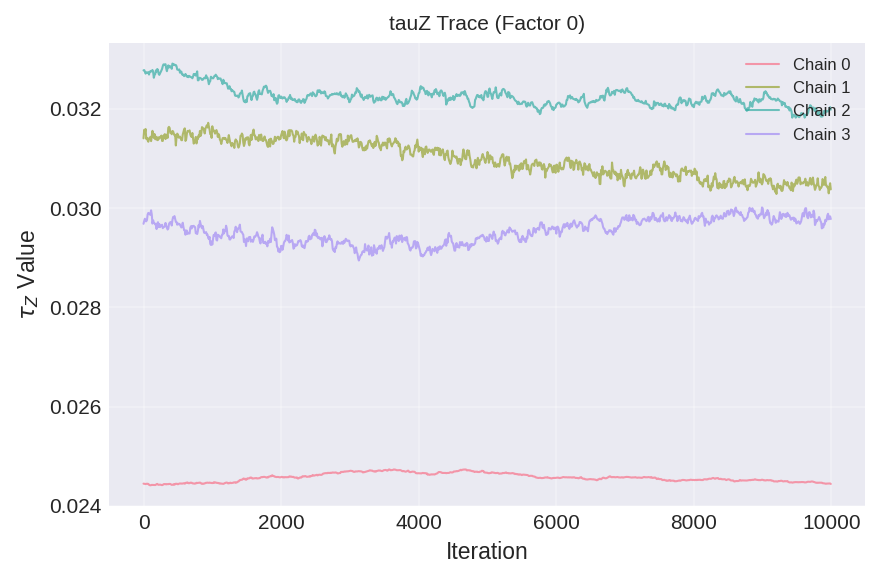 tauZ Trace (Factor 0)
Chain 0
Chain 1
Chain 2
Chain 3
0.032
0.030
0.028
0.026
0.024
τZ Value
0
2000
4000
6000
8000
10000
Iteration